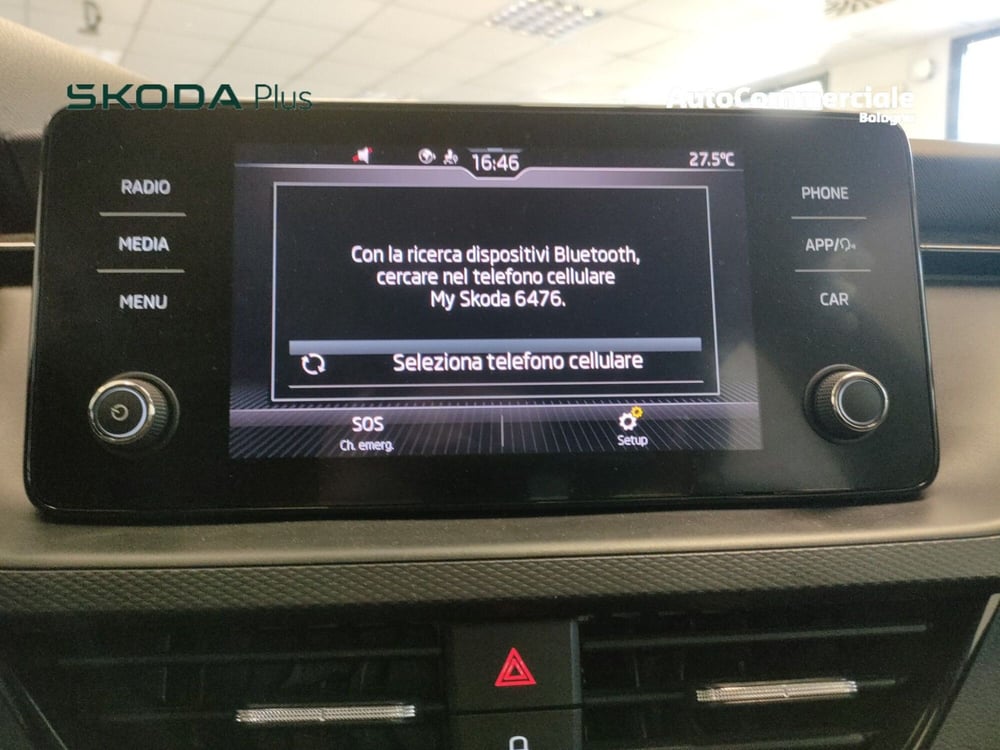 SKODA Plus
AutoCommerciale
Bologna
RADIO
MEDIA
MENU
16:46
27.5°C
Con la ricerca dispositivi Bluetooth,
cercare nel telefono cellulare
My Skoda 6476.
Seleziona telefono cellulare
SOS
Ch. emerg.
Setup
PHONE
APP/
CAR